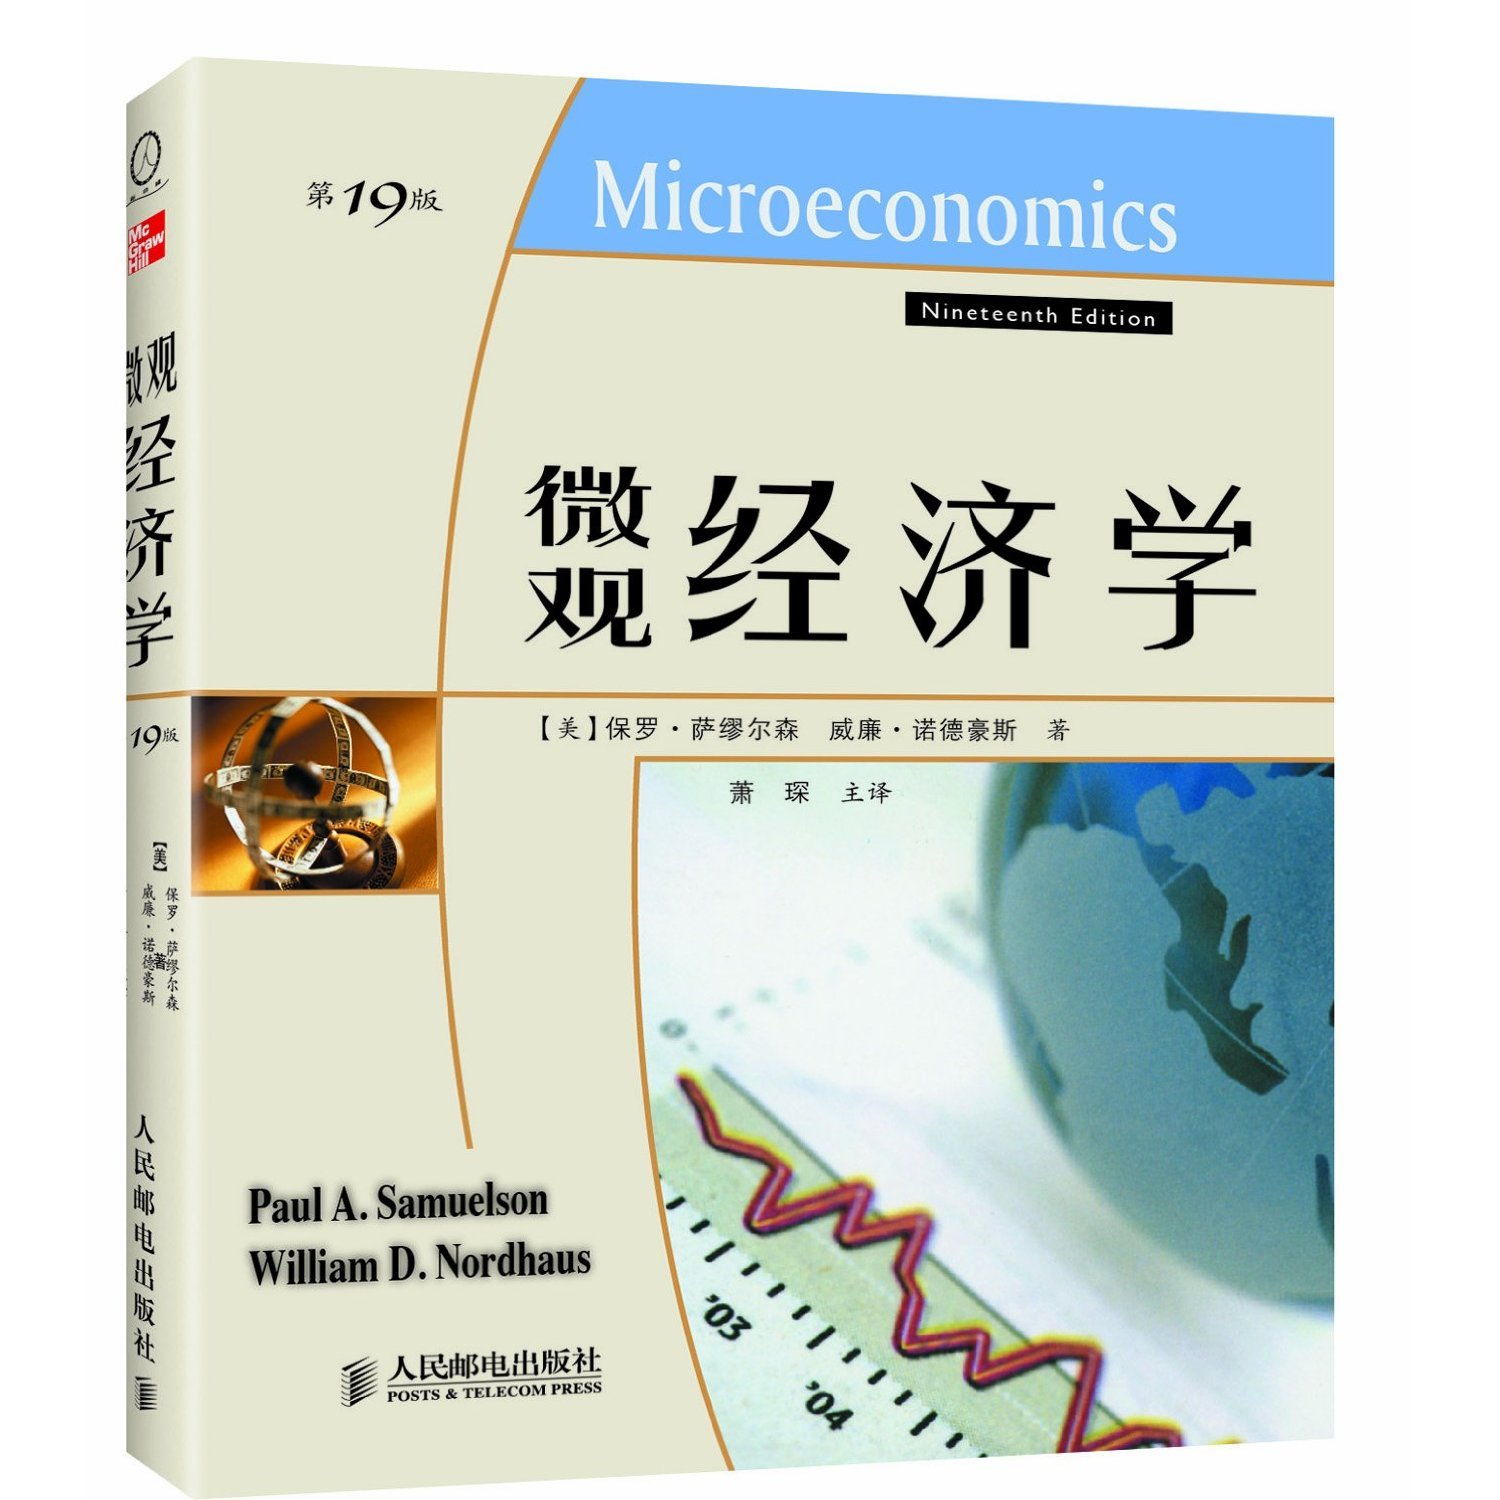 第19版
Microeconomics
Nineteenth Edition
微观经济学
【美】保罗·萨缪尔森 威廉·诺德豪斯 著
萧 琛 主译
'03
'04
Paul A. Samuelson
William D. Nordhaus
人民邮电出版社
POSTS & TELECOM PRESS
Mc
Graw
Hill
微观经济学
19版
【美】
保罗·萨缪尔森
威廉·诺德豪斯
著
人民邮电出版社